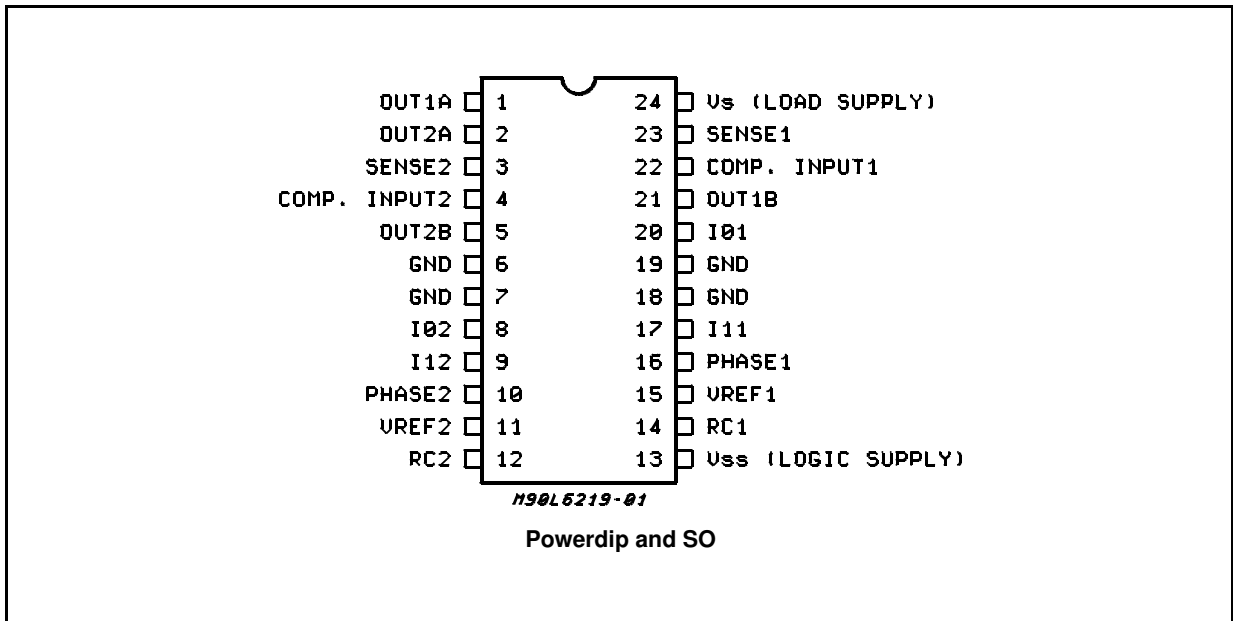 OUT1A 1 24 Vs (LOAD SUPPLY)
OUT2A 2 23 SENSE1
SENSE2 3 22 COMP. INPUT1
COMP. INPUT2 4 21 OUT1B
OUT2B 5 20 I01
GND 6 19 GND
GND 7 18 GND
I02 8 17 I11
I12 9 16 PHASE1
PHASE2 10 15 VREF1
VREF2 11 14 RC1
RC2 12 13 Vss (LOGIC SUPPLY)
M90L6219-01
Powerdip and SO